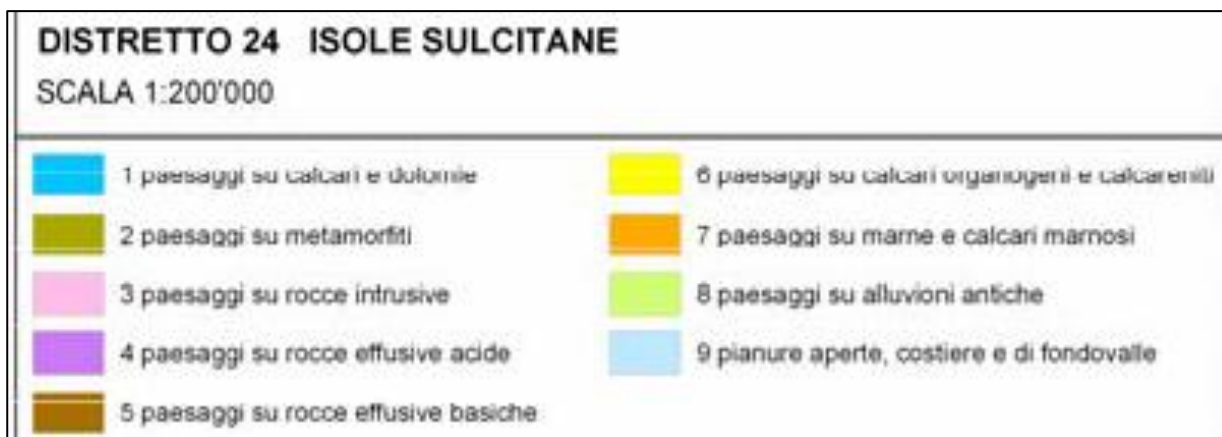 DISTRETTO 24 ISOLE SULCITANE
SCALA 1:200'000
1 paesaggi su calcari e dolomie
2 paesaggi su metamorfiti
3 paesaggi su rocce intrusive
4 paesaggi su rocce effusive acide
5 paesaggi su rocce effusive basiche
6 paesaggi su calcari organogeni e calcareniti
7 paesaggi su marne e calcari marnosi
8 paesaggi su alluvioni antiche
9 pianure aperte, costiere e di fondovalle